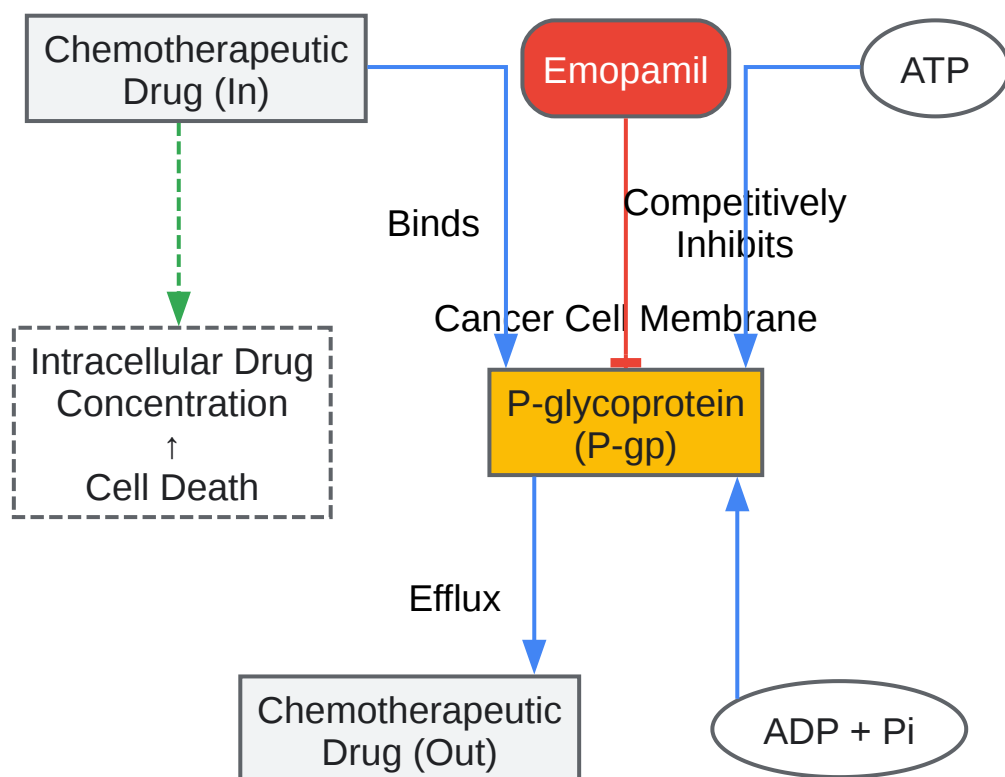 Chemotherapeutic
Drug (In)
Emopamil
ATP
Binds
Competitively
Inhibits
Cancer Cell Membrane
Intracellular Drug
Concentration
↑
Cell Death
P-glycoprotein
(P-gp)
Efflux
Chemotherapeutic
Drug (Out)
ADP + Pi